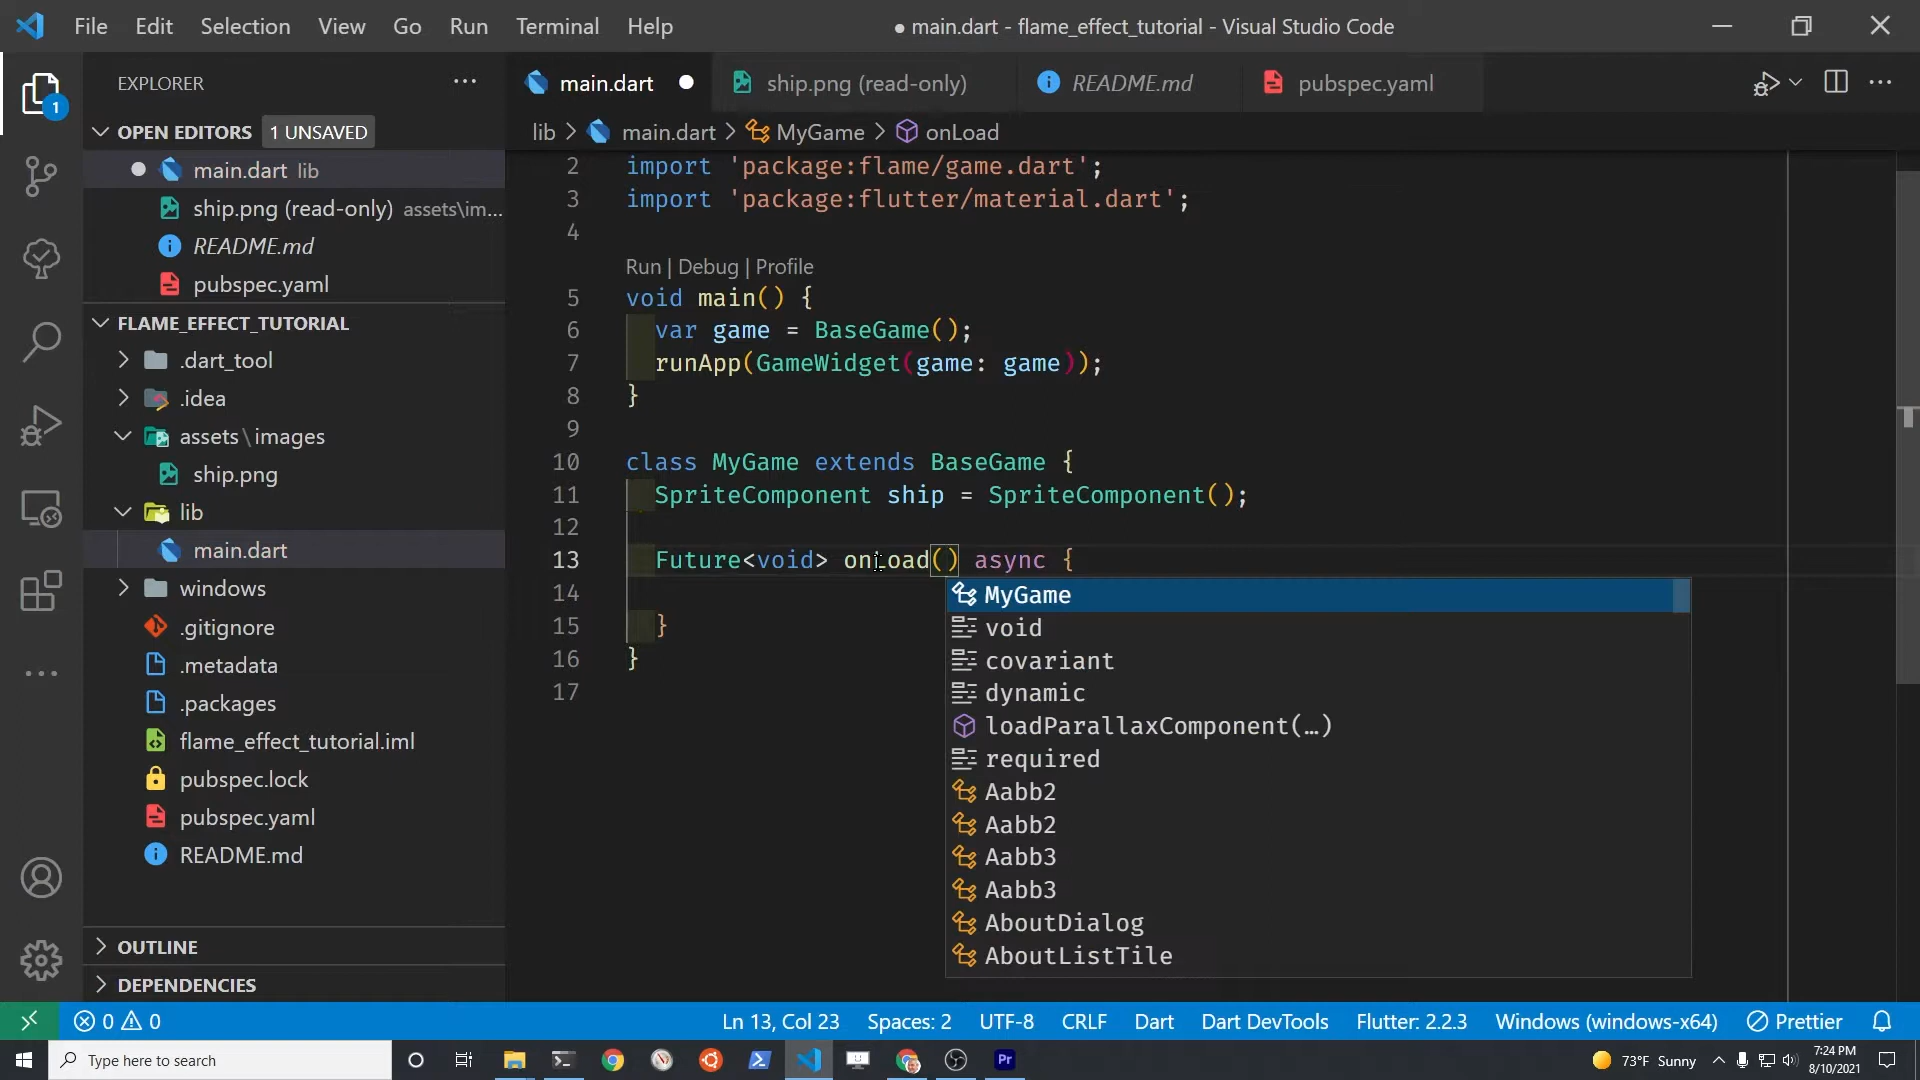 File Edit Selection View Go Run Terminal Help ● main.dart - flame_effect_tutorial - Visual Studio Code
EXPLORER ···
main.dart ● ship.png (read-only) README.md pubspec.yaml
OPEN EDITORS 1 UNSAVED
lib > main.dart > MyGame > onLoad
● main.dart lib
ship.png (read-only) assets\im...
README.md
pubspec.yaml
FLAME_EFFECT_TUTORIAL
.dart_tool
.idea
assets\images
ship.png
lib
main.dart
windows
.gitignore
.metadata
.packages
flame_effect_tutorial.iml
pubspec.lock
pubspec.yaml
README.md
OUTLINE
DEPENDENCIES
1
2 import 'package:flame/game.dart';
3 import 'package:flutter/material.dart';
4
Run | Debug | Profile
5 void main() {
6 var game = BaseGame();
7 runApp(GameWidget(game: game));
8 }
9
10 class MyGame extends BaseGame {
11 SpriteComponent ship = SpriteComponent();
12
13 Future<void> onLoad() async {
14
15 }
16 }
17
MyGame
void
covariant
dynamic
loadParallaxComponent(…)
required
Aabb2
Aabb2
Aabb3
Aabb3
AboutDialog
AboutListTile
0 0 Ln 13, Col 23 Spaces: 2 UTF-8 CRLF Dart Dart DevTools Flutter: 2.2.3 Windows (windows-x64) Prettier
Type here to search Pr 73°F Sunny 7:24 PM
8/10/2021